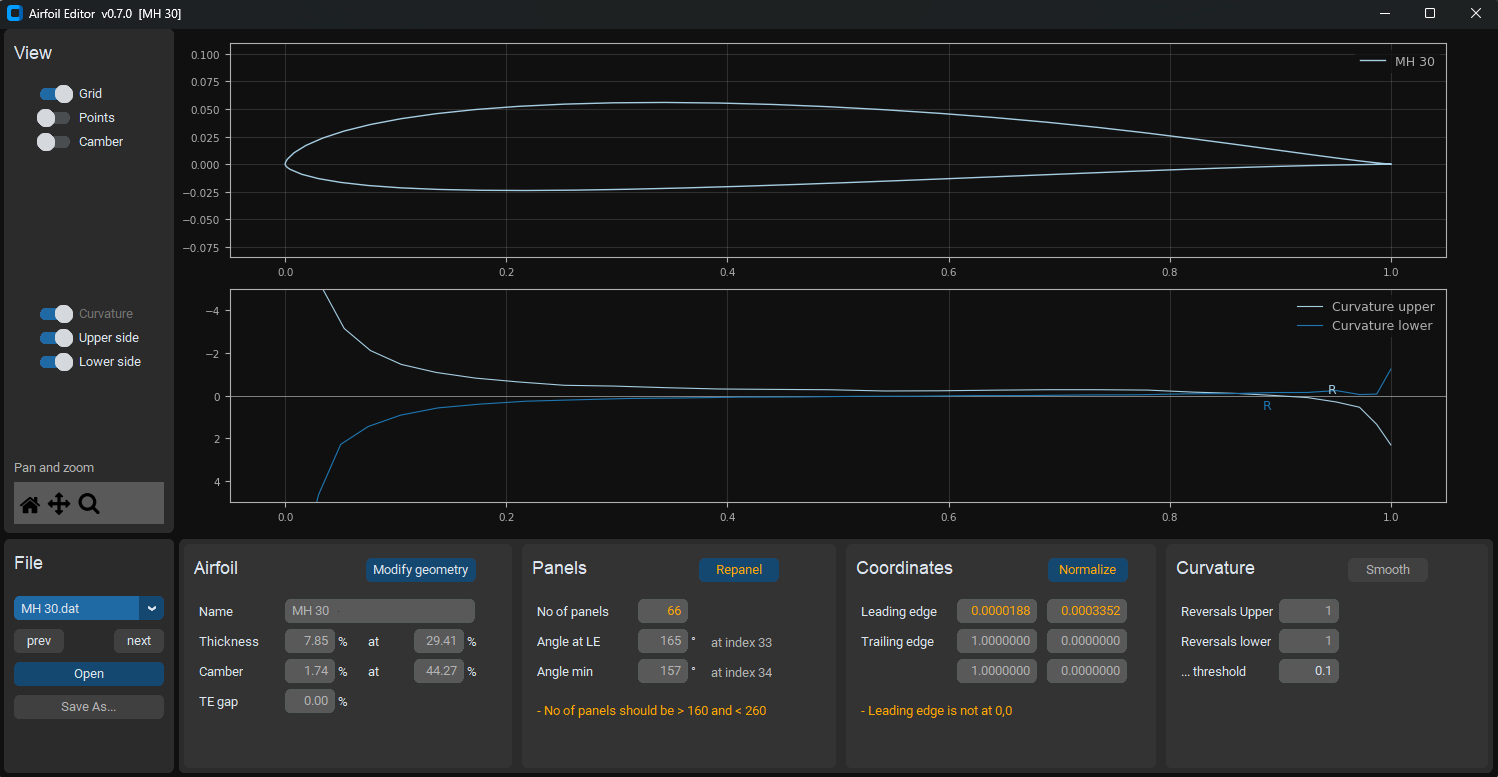 Airfoil Editor v0.7.0 [MH 30]
View
Grid
Points
Camber
Curvature
Upper side
Lower side
Pan and zoom
0.100
0.075
0.050
0.025
0.000
−0.025
−0.050
−0.075
0.0 0.2 0.4 0.6 0.8 1.0
MH 30
−4
−2
0
2
4
0.0 0.2 0.4 0.6 0.8 1.0
Curvature upper
Curvature lower
R
R
File
MH 30.dat
prev next
Open
Save As...
Airfoil Modify geometry
Name MH 30
Thickness 7.85 % at 29.41 %
Camber 1.74 % at 44.27 %
TE gap 0.00 %
Panels Repanel
No of panels 66
Angle at LE 165 ° at index 33
Angle min 157 ° at index 34
- No of panels should be > 160 and < 260
Coordinates Normalize
Leading edge 0.0000188 0.0003352
Trailing edge 1.0000000 0.0000000
1.0000000 0.0000000
- Leading edge is not at 0,0
Curvature Smooth
Reversals Upper 1
Reversals lower 1
... threshold 0.1